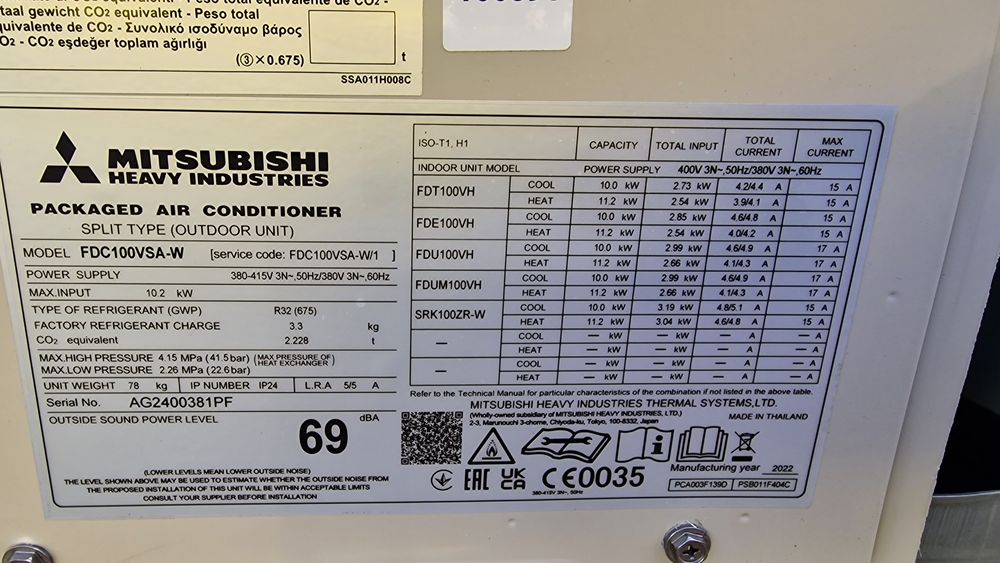 Peso total equivalente de CO2 -
taal gewicht CO2 equivalent - Peso total
quivalente de CO2 - Συνολικό ισοδύναμο βάρος
O2 - CO2 eşdeğer toplam ağırlığı
(③×0.675)
t
SSA011H008C
MITSUBISHI
HEAVY INDUSTRIES
PACKAGED AIR CONDITIONER
SPLIT TYPE (OUTDOOR UNIT)
MODEL FDC100VSA-W [service code: FDC100VSA-W/1 ]
POWER SUPPLY 380-415V 3N~,50Hz/380V 3N~,60Hz
MAX.INPUT 10.2 kW
TYPE OF REFRIGERANT (GWP) R32 (675)
FACTORY REFRIGERANT CHARGE 3.3 kg
CO2 equivalent 2.228 t
MAX.HIGH PRESSURE 4.15 MPa (41.5 bar) (MAX PRESSURE OF HEAT EXCHANGER)
MAX.LOW PRESSURE 2.26 MPa (22.6 bar)
UNIT WEIGHT 78 kg IP NUMBER IP24 L.R.A 5/5 A
Serial No. AG2400381PF
OUTSIDE SOUND POWER LEVEL
69 dBA
(LOWER LEVELS MEAN LOWER OUTSIDE NOISE)
THE LEVEL SHOWN ABOVE MAY BE USED TO ESTIMATE WHETHER THE OUTSIDE NOISE FROM
THE PROPOSED INSTALLATION OF THIS UNIT WILL BE WITHIN ACCEPTABLE LIMITS
CONSULT YOUR SUPPLIER BEFORE INSTALLATION
ISO-T1, H1 CAPACITY TOTAL INPUT TOTAL CURRENT MAX CURRENT
INDOOR UNIT MODEL POWER SUPPLY 400V 3N~,50Hz/380V 3N~,60Hz
FDT100VH COOL 10.0 kW 2.73 kW 4.2/4.4 A 15 A
HEAT 11.2 kW 2.54 kW 3.9/4.1 A 15 A
FDE100VH COOL 10.0 kW 2.85 kW 4.6/4.8 A 15 A
HEAT 11.2 kW 2.54 kW 4.0/4.2 A 15 A
FDU100VH COOL 10.0 kW 2.99 kW 4.6/4.9 A 17 A
HEAT 11.2 kW 2.66 kW 4.1/4.3 A 17 A
FDUM100VH COOL 10.0 kW 2.99 kW 4.6/4.9 A 17 A
HEAT 11.2 kW 2.66 kW 4.1/4.3 A 17 A
SRK100ZR-W COOL 10.0 kW 3.19 kW 4.8/5.1 A 15 A
HEAT 11.2 kW 3.04 kW 4.6/4.8 A 15 A
— COOL — kW — kW — A — A
HEAT — kW — kW — A — A
— COOL — kW — kW — A — A
HEAT — kW — kW — A — A
Refer to the Technical Manual for particular characteristics of the combination if not listed in the above table.
MITSUBISHI HEAVY INDUSTRIES THERMAL SYSTEMS,LTD.
(Wholly-owned subsidiary of MITSUBISHI HEAVY INDUSTRIES, LTD.)
2-3, Marunouchi 3-chome, Chiyoda-ku, Tokyo, 100-8332, Japan
MADE IN THAILAND
EAC UK CA CE0035
380-415V 3N~, 50Hz
Manufacturing year 2022
PCA003F139D PSB011F404C